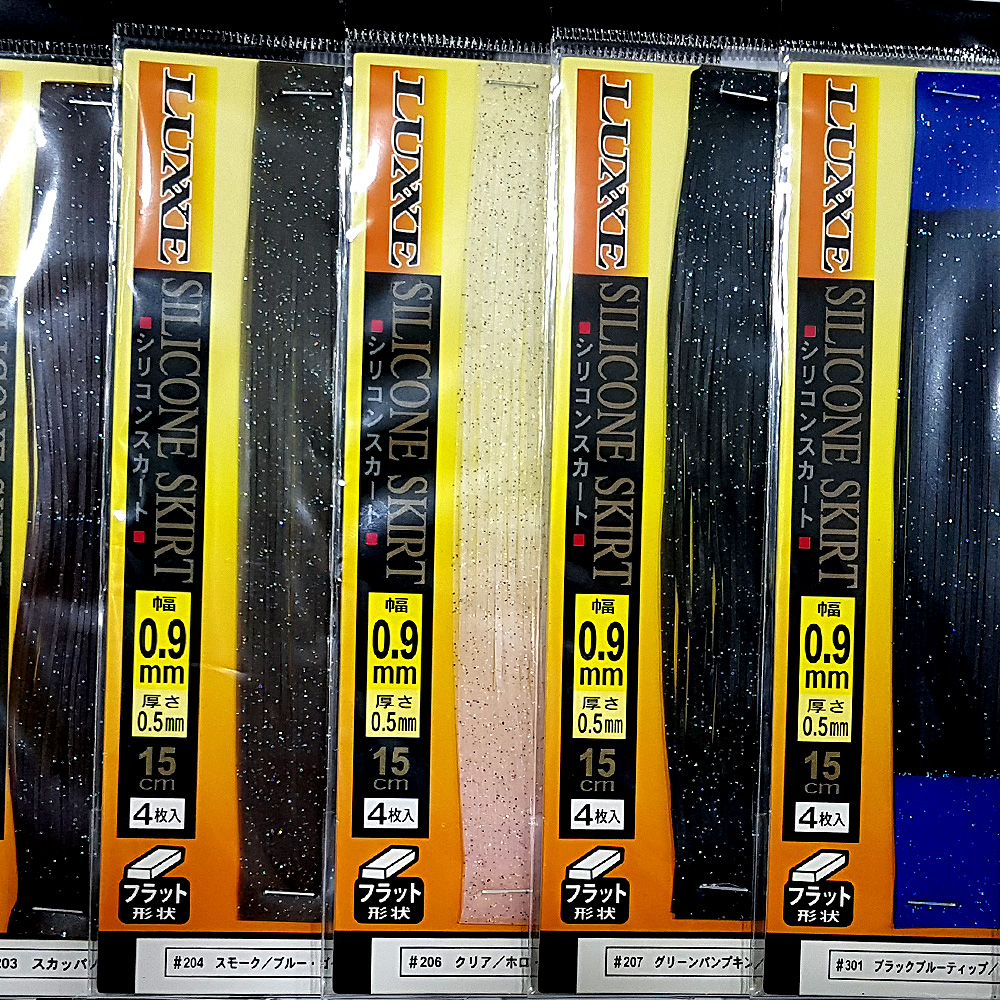 SILICONE SKIRT
203 スカッパノ
LUXXE
SILICONE SKIRT
シリコンスカート
幅
0.9
mm
厚さ
0.5mm
15
cm
4枚入
フラット
形状
#204 スモーク/ブルー・ゴー
LUXXE
SILICONE SKIRT
シリコンスカート
幅
0.9
mm
厚さ
0.5mm
15
cm
4枚入
フラット
形状
#206 クリア/ホロ
LUXXE
SILICONE SKIRT
シリコンスカート
幅
0.9
mm
厚さ
0.5mm
15
cm
4枚入
フラット
形状
#207 グリーンパンプキン/
LUXXE
SILICONE SKIRT
シリコンスカート
幅
0.9
mm
厚さ
0.5mm
15
cm
4枚入
フラット
形状
#301 ブラックブルーティップ/